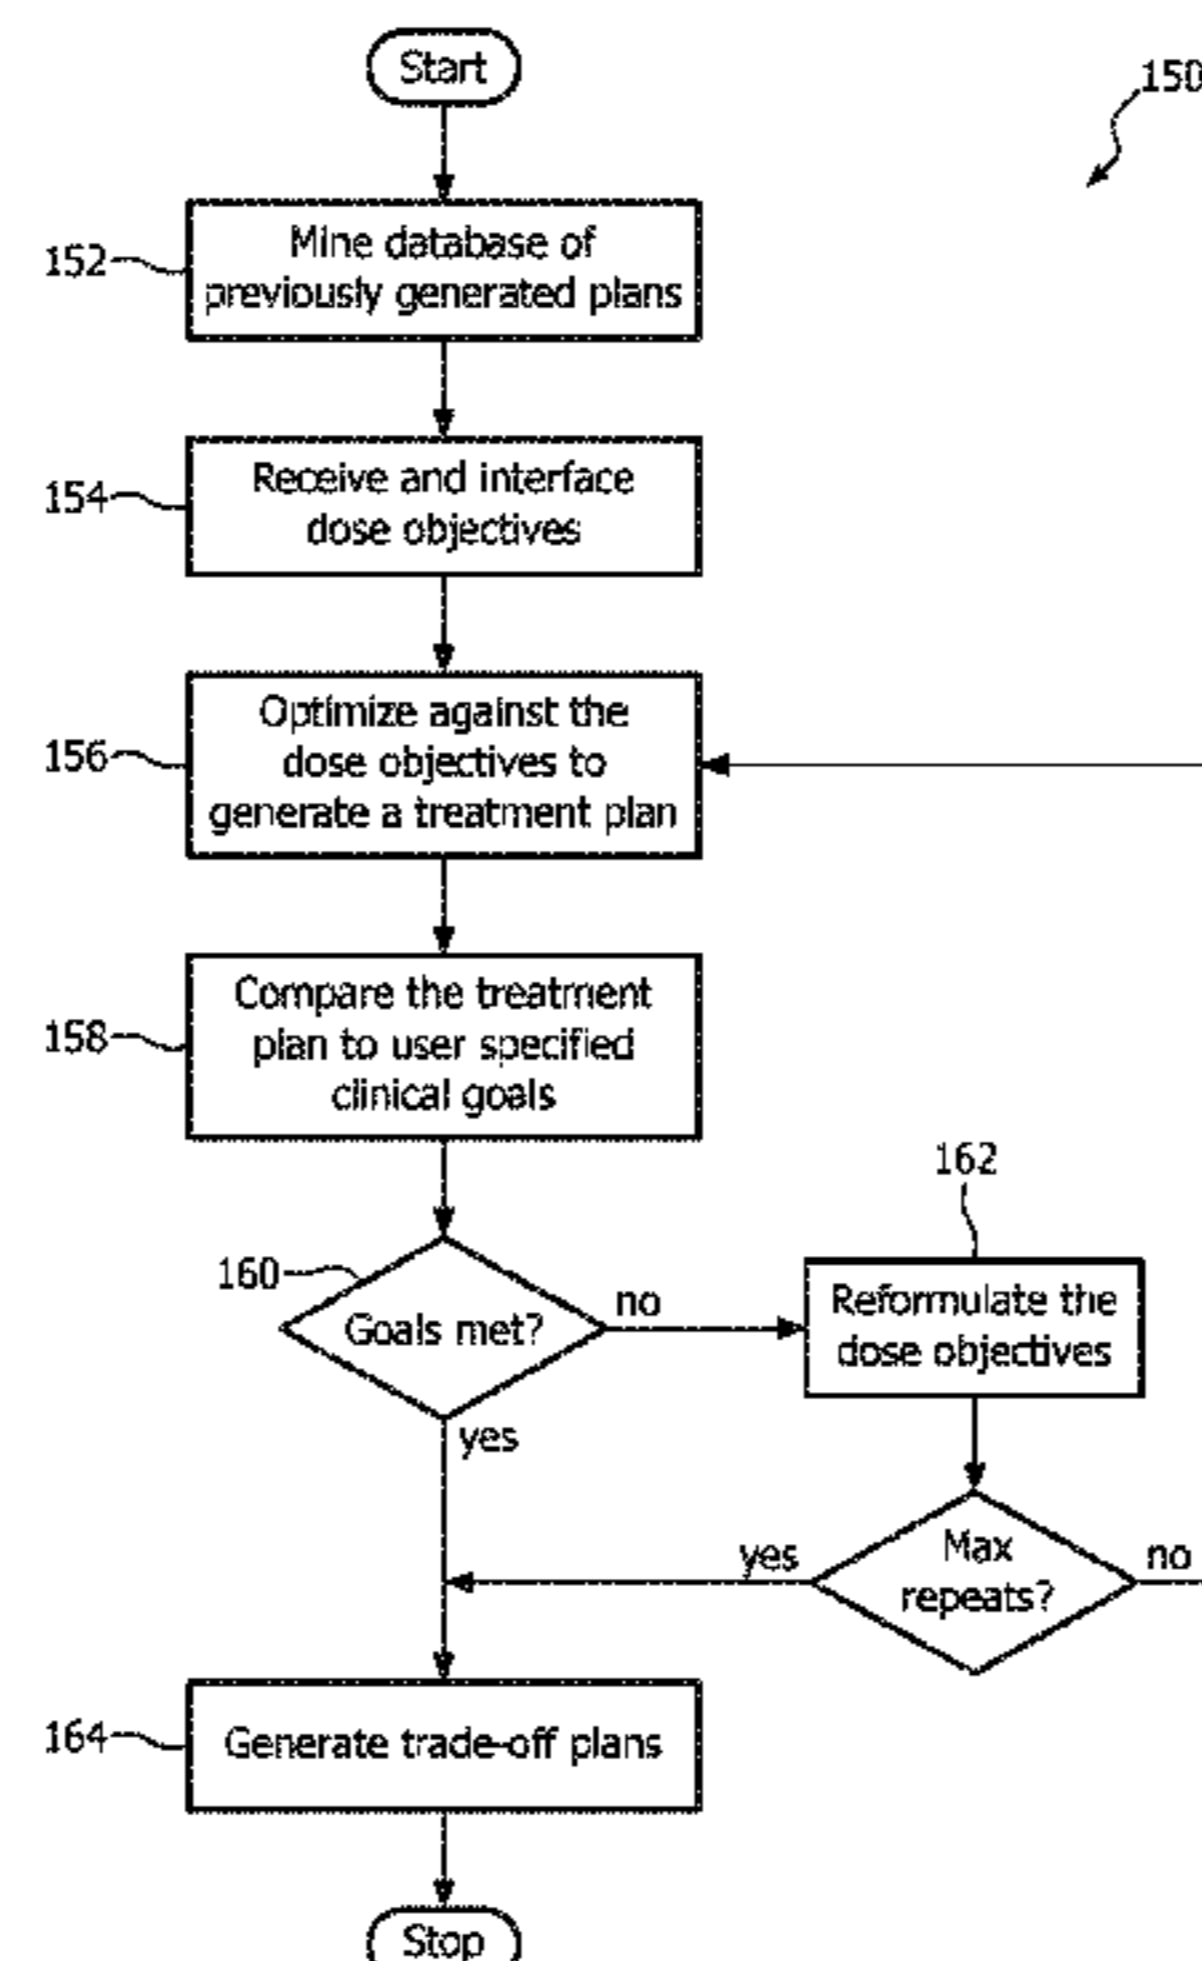 Start
150
152
Mine database of
previously generated plans
154
Receive and interface
dose objectives
156
Optimize against the
dose objectives to
generate a treatment plan
158
Compare the treatment
plan to user specified
clinical goals
162
160
Goals met?
no
Reformulate the
dose objectives
yes
Max
repeats?
yes
no
164
Generate trade-off plans
Stop